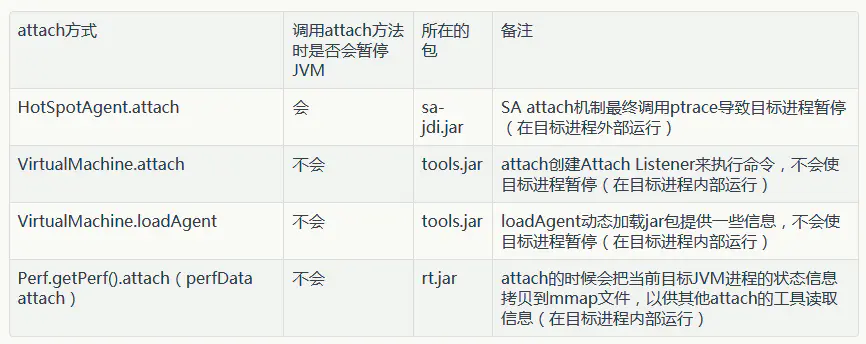 attach方式
调用attach方法
时是否会暂停
JVM
所在的
包
备注
HotSpotAgent.attach
会
sa-
jdi.jar
SA attach机制最终调用ptrace导致目标进程暂停
（在目标进程外部运行）
VirtualMachine.attach
不会
tools.jar
attach创建Attach Listener来执行命令，不会使
目标进程暂停（在目标进程内部运行）
VirtualMachine.loadAgent
不会
tools.jar
loadAgent动态加载jar包提供一些信息，不会使
目标进程暂停（在目标进程内部运行）
Perf.getPerf().attach（perfData
attach）
不会
rt.jar
attach的时候会把当前目标JVM进程的状态信息
拷贝到mmap文件，以供其他attach的工具读取
信息（在目标进程内部运行）